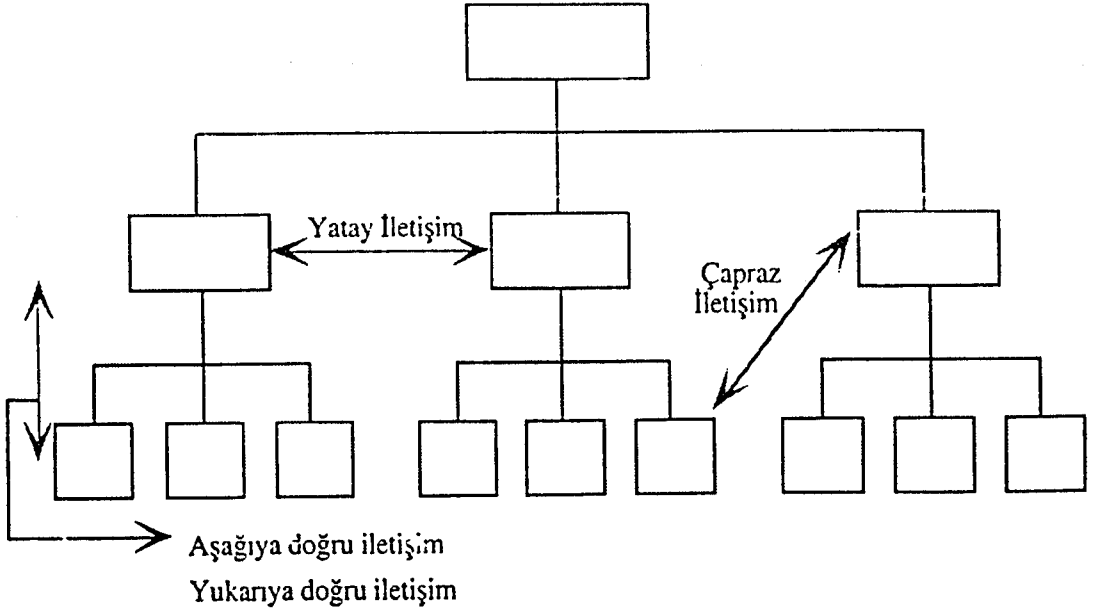 Yatay İletişim
Çapraz
İletişim
Aşağıya doğru iletişim
Yukarıya doğru iletişim